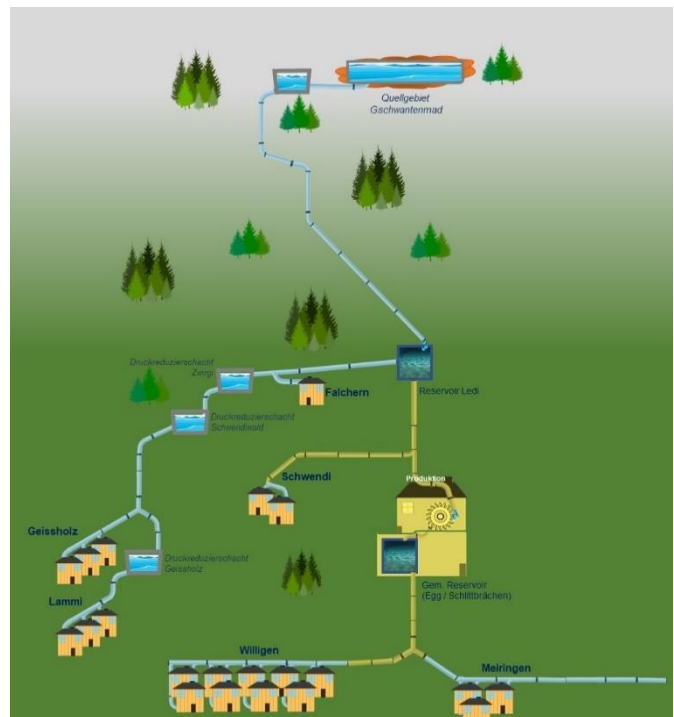 Quellgebiet
Gschwantenmad
Druckreduzierschacht
Zwirgi
Falchern
Reservoir Ledi
Druckreduzierschacht
Schwendiwald
Schwendi
Produktion
Geissholz
Druckreduzierschacht
Geissholz
Lammi
Gem. Reservoir
(Egg / Schlittbrächen)
Willigen
Meiringen